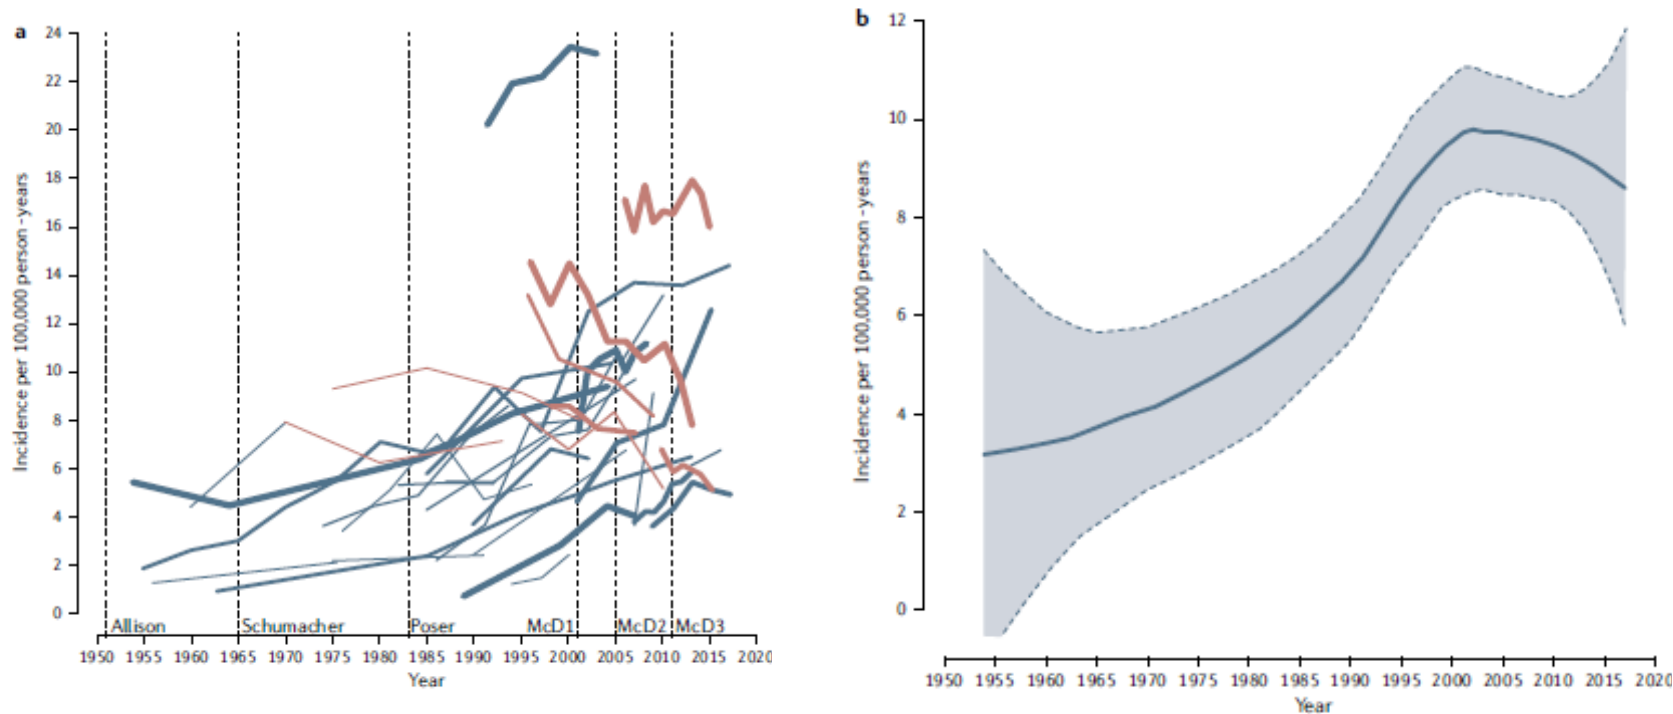 a
24
22
20
18
16
14
12
10
8
6
4
2
0
Incidence per 100,000 person-years
Allison Schumacher Poser McD1 McD2 McD3
1950 1955 1960 1965 1970 1975 1980 1985 1990 1995 2000 2005 2010 2015 2020
Year
b
12
10
8
6
4
2
0
Incidence per 100,000 person-years
1950 1955 1960 1965 1970 1975 1980 1985 1990 1995 2000 2005 2010 2015 2020
Year